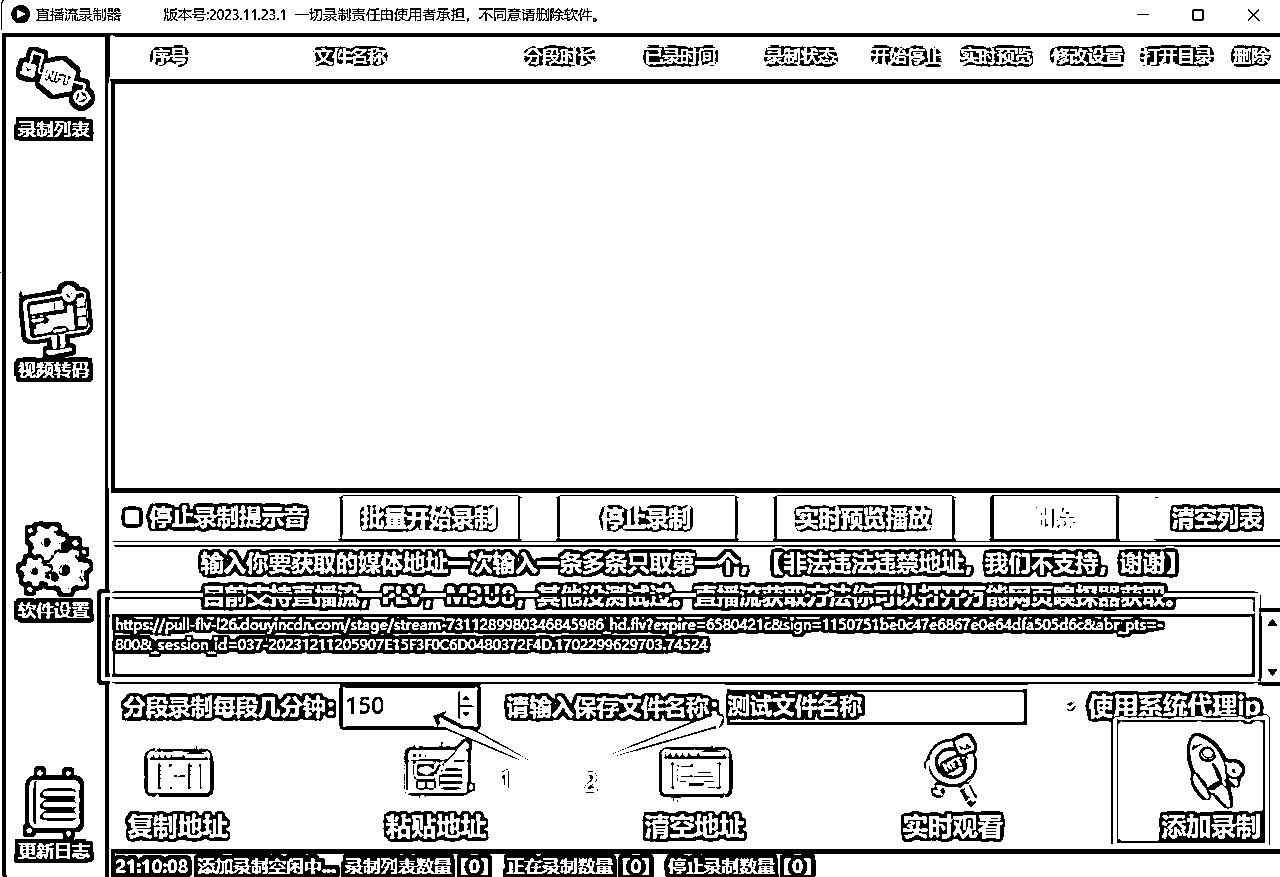 直播流录制器 版本号:2023.11.23.1 一切录制责任由使用者承担，不同意请删除软件。
序号 文件名称 分段时长 已录时间 录制状态 开始停止 实时预览 修改设置 打开目录 删除
录制列表
视频转码
软件设置
更新日志
停止录制提示音 批量开始录制 停止录制 实时预览播放 清空列表
输入你要获取的媒体地址一次输入一条多条只取第一个，【非法违法违禁地址，我们不支持，谢谢】
目前支持直播流，FLV，M3U8，其他没测试过。直播流获取方法你可以打开万能网页嗅探器获取。
https://pull-flv-l26.douyincdn.com/stage/stream-7311289980346845986_hd.flv?expire=6580421c&sign=1150751be0c47e6867e0e64dfa505d6c&abr_pts=-
800&_session_id=037-20231211205907E15F3F0C6D0480372F4D.1702299629703.74524
分段录制每段几分钟: 150 请输入保存文件名称: 测试文件名称 使用系统代理ip
1 2
复制地址 粘贴地址 清空地址 实时观看 添加录制
21:10:08 添加录制空闲中... 录制列表数量【0】 正在录制数量【0】 停止录制数量【0】